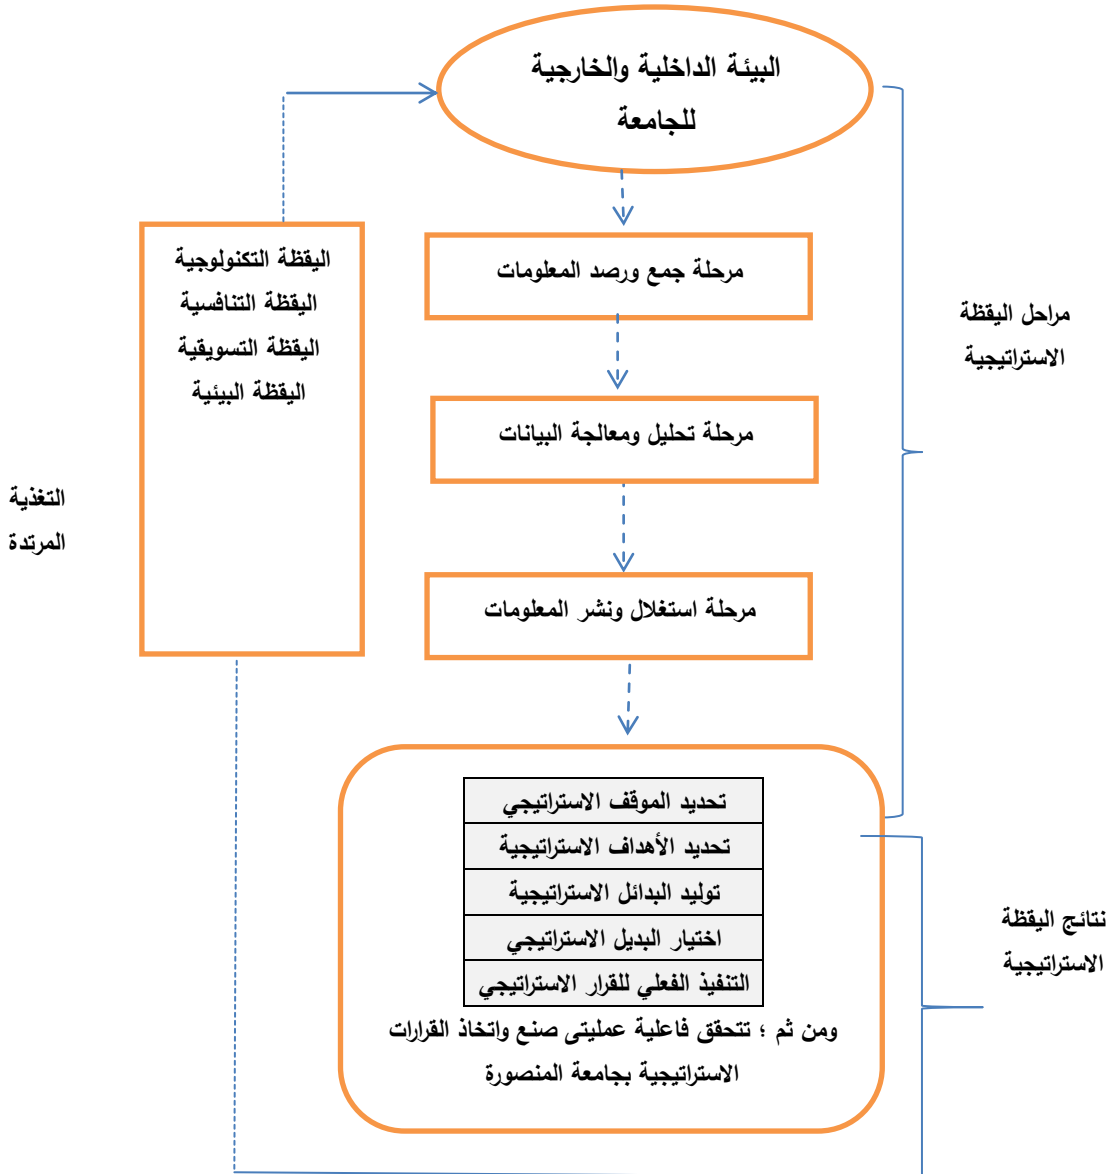 البيئة الداخلية والخارجية
للجامعة
مرحلة جمع ورصد المعلومات
مرحلة تحليل ومعالجة البيانات
مرحلة استغلال ونشر المعلومات
مراحل اليقظة
الاستراتيجية
اليقظة التكنولوجية
اليقظة التنافسية
اليقظة التسويقية
اليقظة البيئية
التغذية
المرتدة
تحديد الموقف الاستراتيجي
تحديد الأهداف الاستراتيجية
توليد البدائل الاستراتيجية
اختيار البديل الاستراتيجي
التنفيذ الفعلي للقرار الاستراتيجي
ومن ثم ؛ تتحقق فاعلية عمليتى صنع واتخاذ القرارات
الاستراتيجية بجامعة المنصورة
نتائج اليقظة
الاستراتيجية